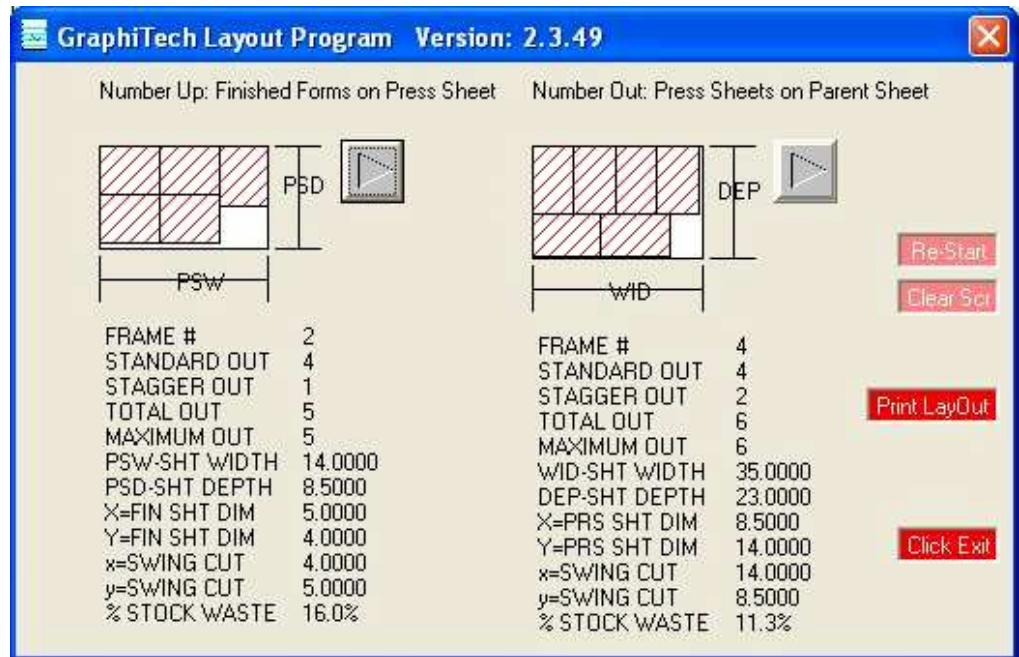 GraphiTech Layout Program Version: 2.3.49
Number Up: Finished Forms on Press Sheet
PSD
PSW
FRAME # 2
STANDARD OUT 4
STAGGER OUT 1
TOTAL OUT 5
MAXIMUM OUT 5
PSW-SHT WIDTH 14.0000
PSD-SHT DEPTH 8.5000
X=FIN SHT DIM 5.0000
Y=FIN SHT DIM 4.0000
x=SWING CUT 4.0000
y=SWING CUT 5.0000
% STOCK WASTE 16.0%
Number Out: Press Sheets on Parent Sheet
DEP
WID
FRAME # 4
STANDARD OUT 4
STAGGER OUT 2
TOTAL OUT 6
MAXIMUM OUT 6
WID-SHT WIDTH 35.0000
DEP-SHT DEPTH 23.0000
X=PRS SHT DIM 8.5000
Y=PRS SHT DIM 14.0000
x=SWING CUT 14.0000
y=SWING CUT 8.5000
% STOCK WASTE 11.3%
Re-Start
Clear Scr
Print LayOut
Click Exit